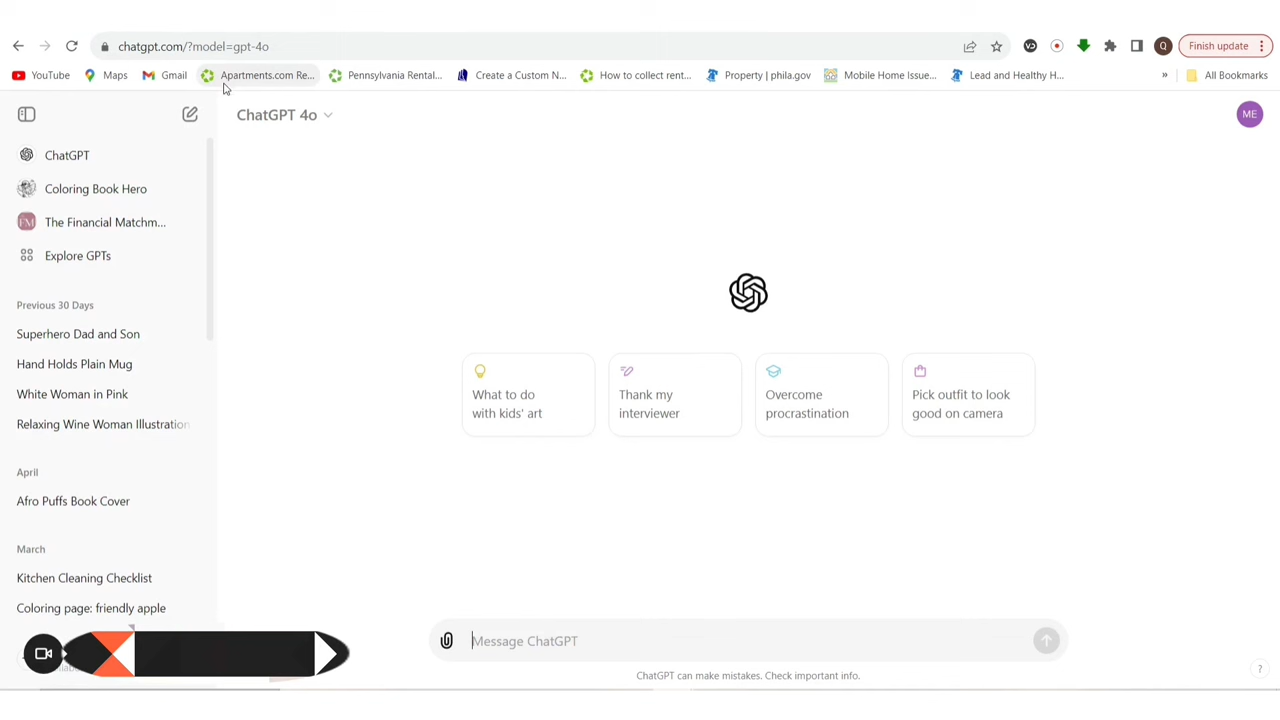 chatgpt.com/?model=gpt-4o
Q
Finish update
YouTube
Maps
Gmail
Apartments.com Re...
Pennsylvania Rental...
Create a Custom N...
How to collect rent...
Property | phila.gov
Mobile Home Issue...
Lead and Healthy H...
»
All Bookmarks
ChatGPT 4o
ME
ChatGPT
Coloring Book Hero
FM
The Financial Matchm...
Explore GPTs
Previous 30 Days
Superhero Dad and Son
Hand Holds Plain Mug
White Woman in Pink
Relaxing Wine Woman Illustration
April
Afro Puffs Book Cover
March
Kitchen Cleaning Checklist
Coloring page: friendly apple
What to do
with kids' art
Thank my
interviewer
Overcome
procrastination
Pick outfit to look
good on camera
Message ChatGPT
ChatGPT can make mistakes. Check important info.
?